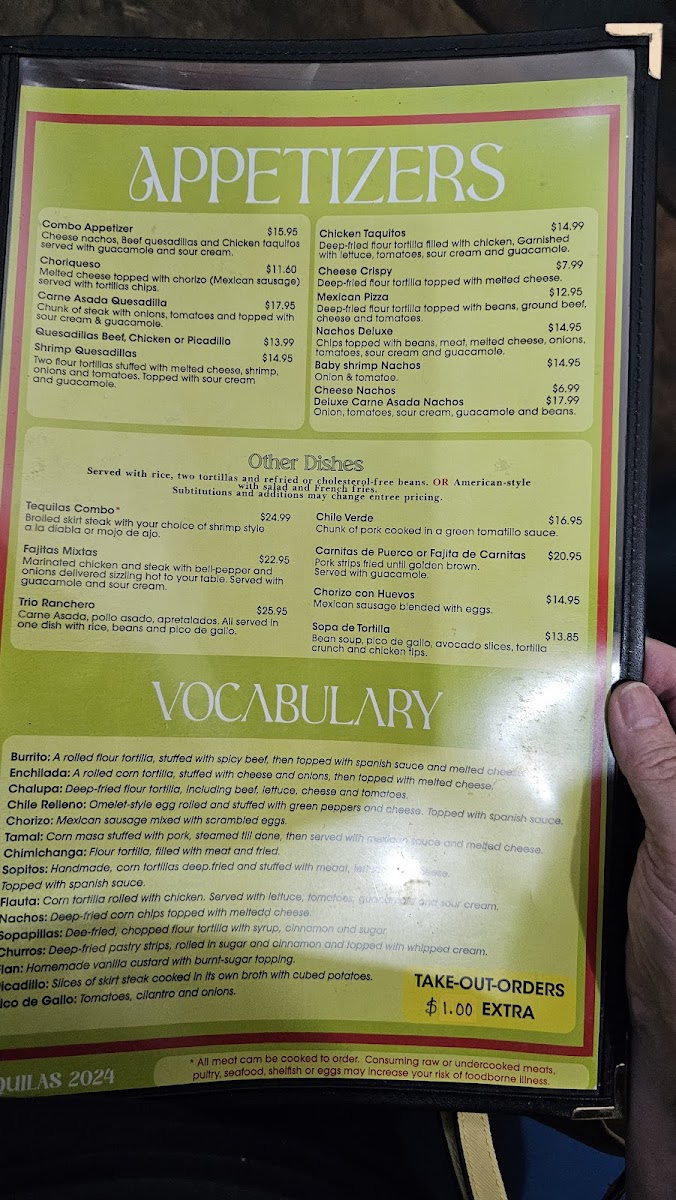 APPETIZERS
Combo Appetizer $15.95
Cheese nachos, Beef quesadillas and Chicken taquitos
served with guacamole and sour cream.
Choriqueso $11.60
Melted cheese topped with chorizo (Mexican sausage)
served with tortillas chips.
Carne Asada Quesadilla $17.95
Chunk of steak with onions, tomatoes and topped with
sour cream & guacamole.
Quesadillas Beef, Chicken or Picadillo $13.99
Shrimp Quesadillas $14.95
Two flour tortillas stuffed with melted cheese, shrimp,
onions and tomatoes. Topped with sour cream
and guacamole.
Chicken Taquitos $14.99
Deep-fried flour tortilla filled with chicken, Garnished
with lettuce, tomatoes, sour cream and guacamole.
Cheese Crispy $7.99
Deep-fried flour tortilla topped with melted cheese.
Mexican Pizza $12.95
Deep-fried flour tortilla topped with beans, ground beef,
cheese and tomatoes.
Nachos Deluxe $14.95
Chips topped with beans, meat, melted cheese, onions,
tomatoes, sour cream and guacamole.
Baby shrimp Nachos $14.95
Onion & tomatoe.
Cheese Nachos $6.99
Deluxe Carne Asada Nachos $17.99
Onion, tomatoes, sour cream, guacamole and beans.
Other Dishes
Served with rice, two tortillas and refried or cholesterol-free beans. OR American-style
with salad and French fries.
Subtitutions and additions may change entree pricing.
Tequilas Combo* $24.99
Broiled skirt steak with your choice of shrimp style
a la diabla or mojo de ajo.
Fajitas Mixtas $22.95
Marinated chicken and steak with bell-pepper and
onions delivered sizzling hot to your table. Served with
guacamole and sour cream.
Trio Ranchero $25.95
Carne Asada, pollo asado, apretalados. All served in
one dish with rice, beans and pico de gallo.
Chile Verde $16.95
Chunk of pork cooked in a green tomatillo sauce.
Carnitas de Puerco or Fajita de Carnitas $20.95
Pork strips fried until golden brown.
Served with guacamole.
Chorizo con Huevos $14.95
Mexican sausage blended with eggs.
Sopa de Tortilla $13.85
Bean soup, pico de gallo, avocado slices, tortilla
crunch and chicken tips.
VOCABULARY
Burrito: A rolled flour tortilla, stuffed with spicy beef, then topped with spanish sauce and melted cheese.
Enchilada: A rolled corn tortilla, stuffed with cheese and onions, then topped with melted cheese.
Chalupa: Deep-fried flour tortilla, including beef, lettuce, cheese and tomatoes.
Chile Relleno: Omelet-style egg rolled and stuffed with green peppers and cheese. Topped with spanish sauce.
Chorizo: Mexican sausage mixed with scrambled eggs.
Tamal: Corn masa stuffed with pork, steamed till done, then served with mexican sauce and melted cheese.
Chimichanga: Flour tortilla, filled with meat and fried.
Sopitos: Handmade, corn tortillas deep.fried and stuffed with meaat, cheese.
Topped with spanish sauce.
Flauta: Corn tortilla rolled with chicken. Served with lettuce, tomatoes, guacamole and sour cream.
Nachos: Deep-fried corn chips topped with meltedd cheese.
Sopapillas: Dee-fried, chopped flour tortilla with syrup, cinnamon and sugar.
Churros: Deep-fried pastry strips, rolled in sugar and cinnamon and topped with whipped cream.
lan: Homemade vanilla custard with burnt-sugar topping.
icadillo: Slices of skirt steak cooked in its own broth with cubed potatoes.
ico de Gallo: Tomatoes, cilantro and onions.
TAKE-OUT-ORDERS
$1.00 EXTRA
QUILAS 2024
* All meat cam be cooked to order. Consuming raw or undercooked meats,
pultry, seafood, shelfish or eggs may increase your risk of foodborne illness.